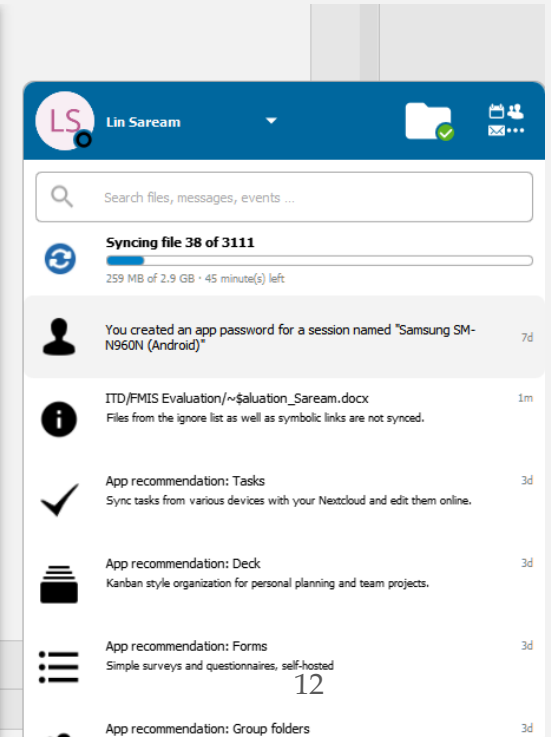 LS
Lin Saream
Search files, messages, events ...
Syncing file 38 of 3111
259 MB of 2.9 GB · 45 minute(s) left
You created an app password for a session named "Samsung SM-
N960N (Android)"
7d
ITD/FMIS Evaluation/~$aluation_Saream.docx
1m
Files from the ignore list as well as symbolic links are not synced.
App recommendation: Tasks
3d
Sync tasks from various devices with your Nextcloud and edit them online.
App recommendation: Deck
3d
Kanban style organization for personal planning and team projects.
App recommendation: Forms
3d
Simple surveys and questionnaires, self-hosted
12
App recommendation: Group folders
3d